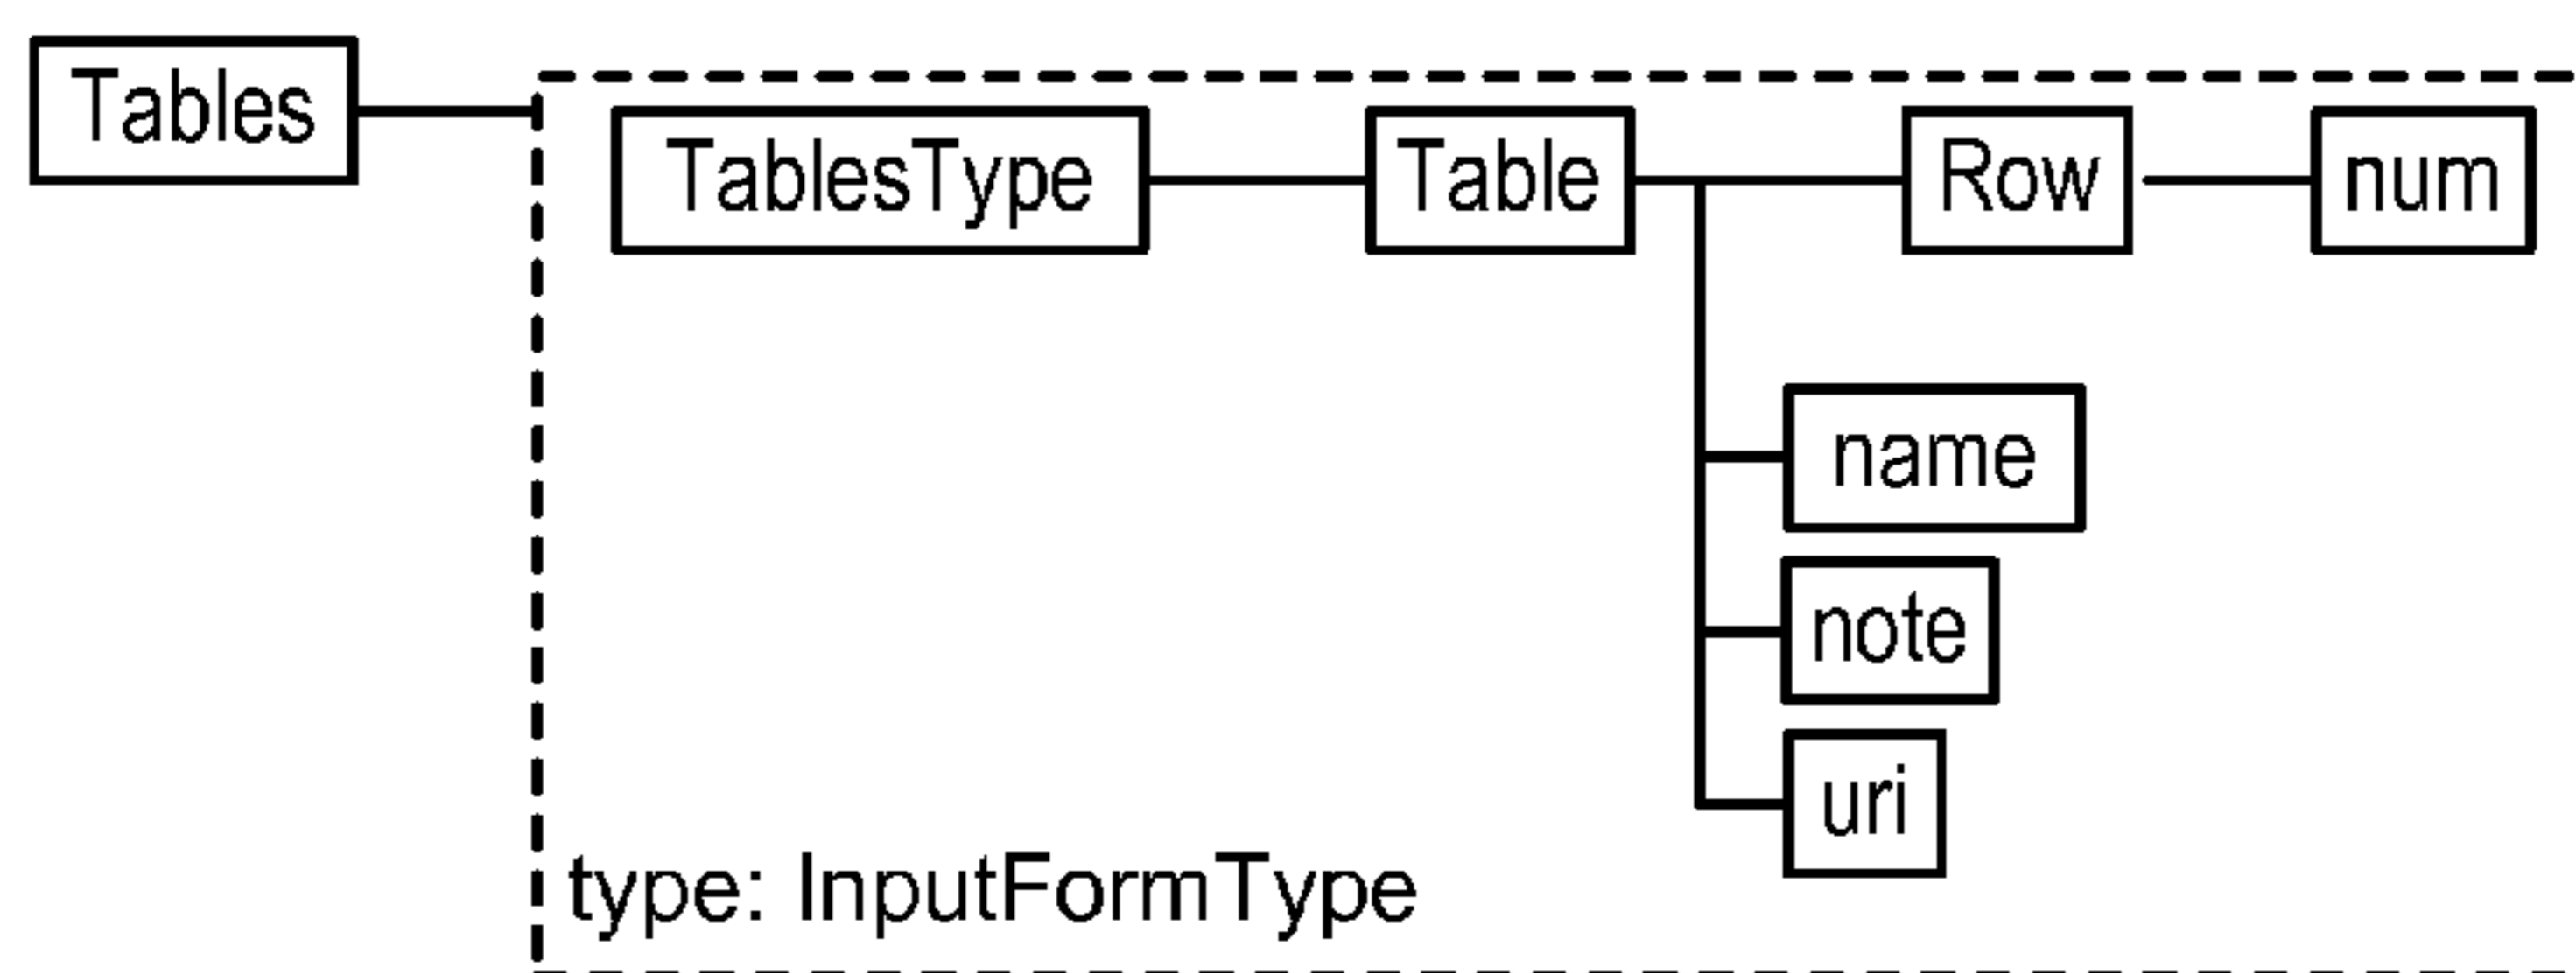 Tables
TablesType
Table
Row
num
name
note
uri
type: InputFormType